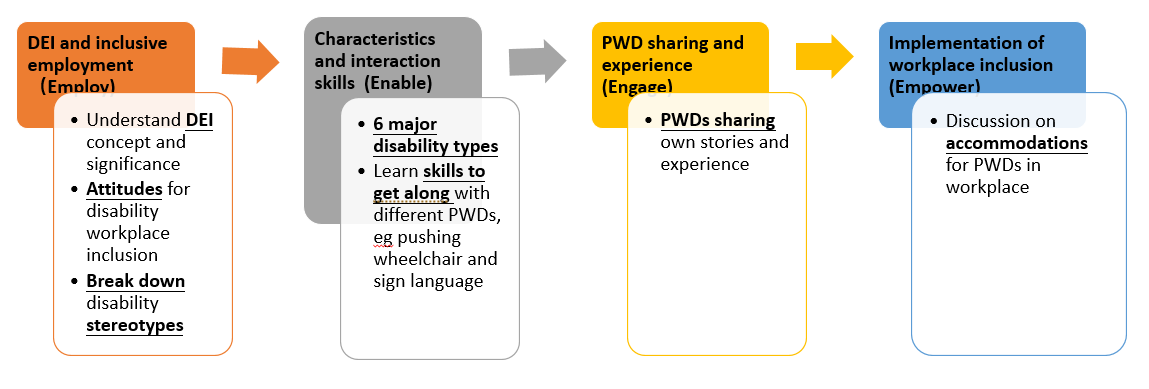 DEI and inclusive
employment
（Employ)
• Understand DEI
concept and
significance
• Attitudes for
disability
workplace
inclusion
• Break down
disability
stereotypes
Characteristics
and interaction
skills (Enable)
• 6 major
disability types
• Learn skills to
get along with
different PWDs,
eg pushing
wheelchair and
sign language
PWD sharing and
experience
(Engage)
• PWDs sharing
own stories and
experience
Implementation of
workplace inclusion
(Empower)
• Discussion on
accommodations
for PWDs in
workplace